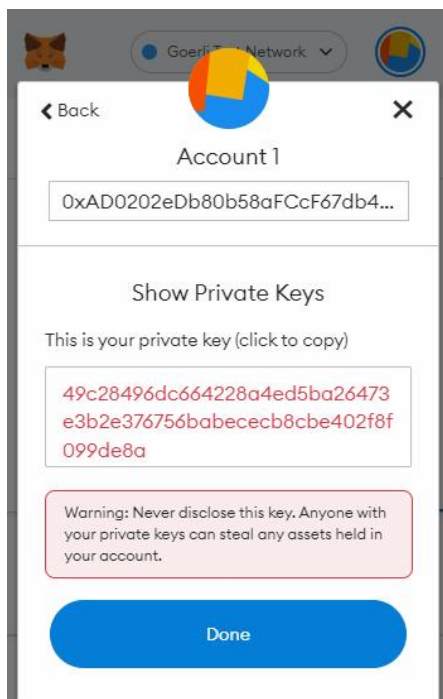 Goerli Test Network
Back
Account 1
0xAD0202eDb80b58aFCcF67db4...
Show Private Keys
This is your private key (click to copy)
49c28496dc664228a4ed5ba26473
e3b2e376756babececb8cbe402f8f
099de8a
Warning: Never disclose this key. Anyone with
your private keys can steal any assets held in
your account.
Done